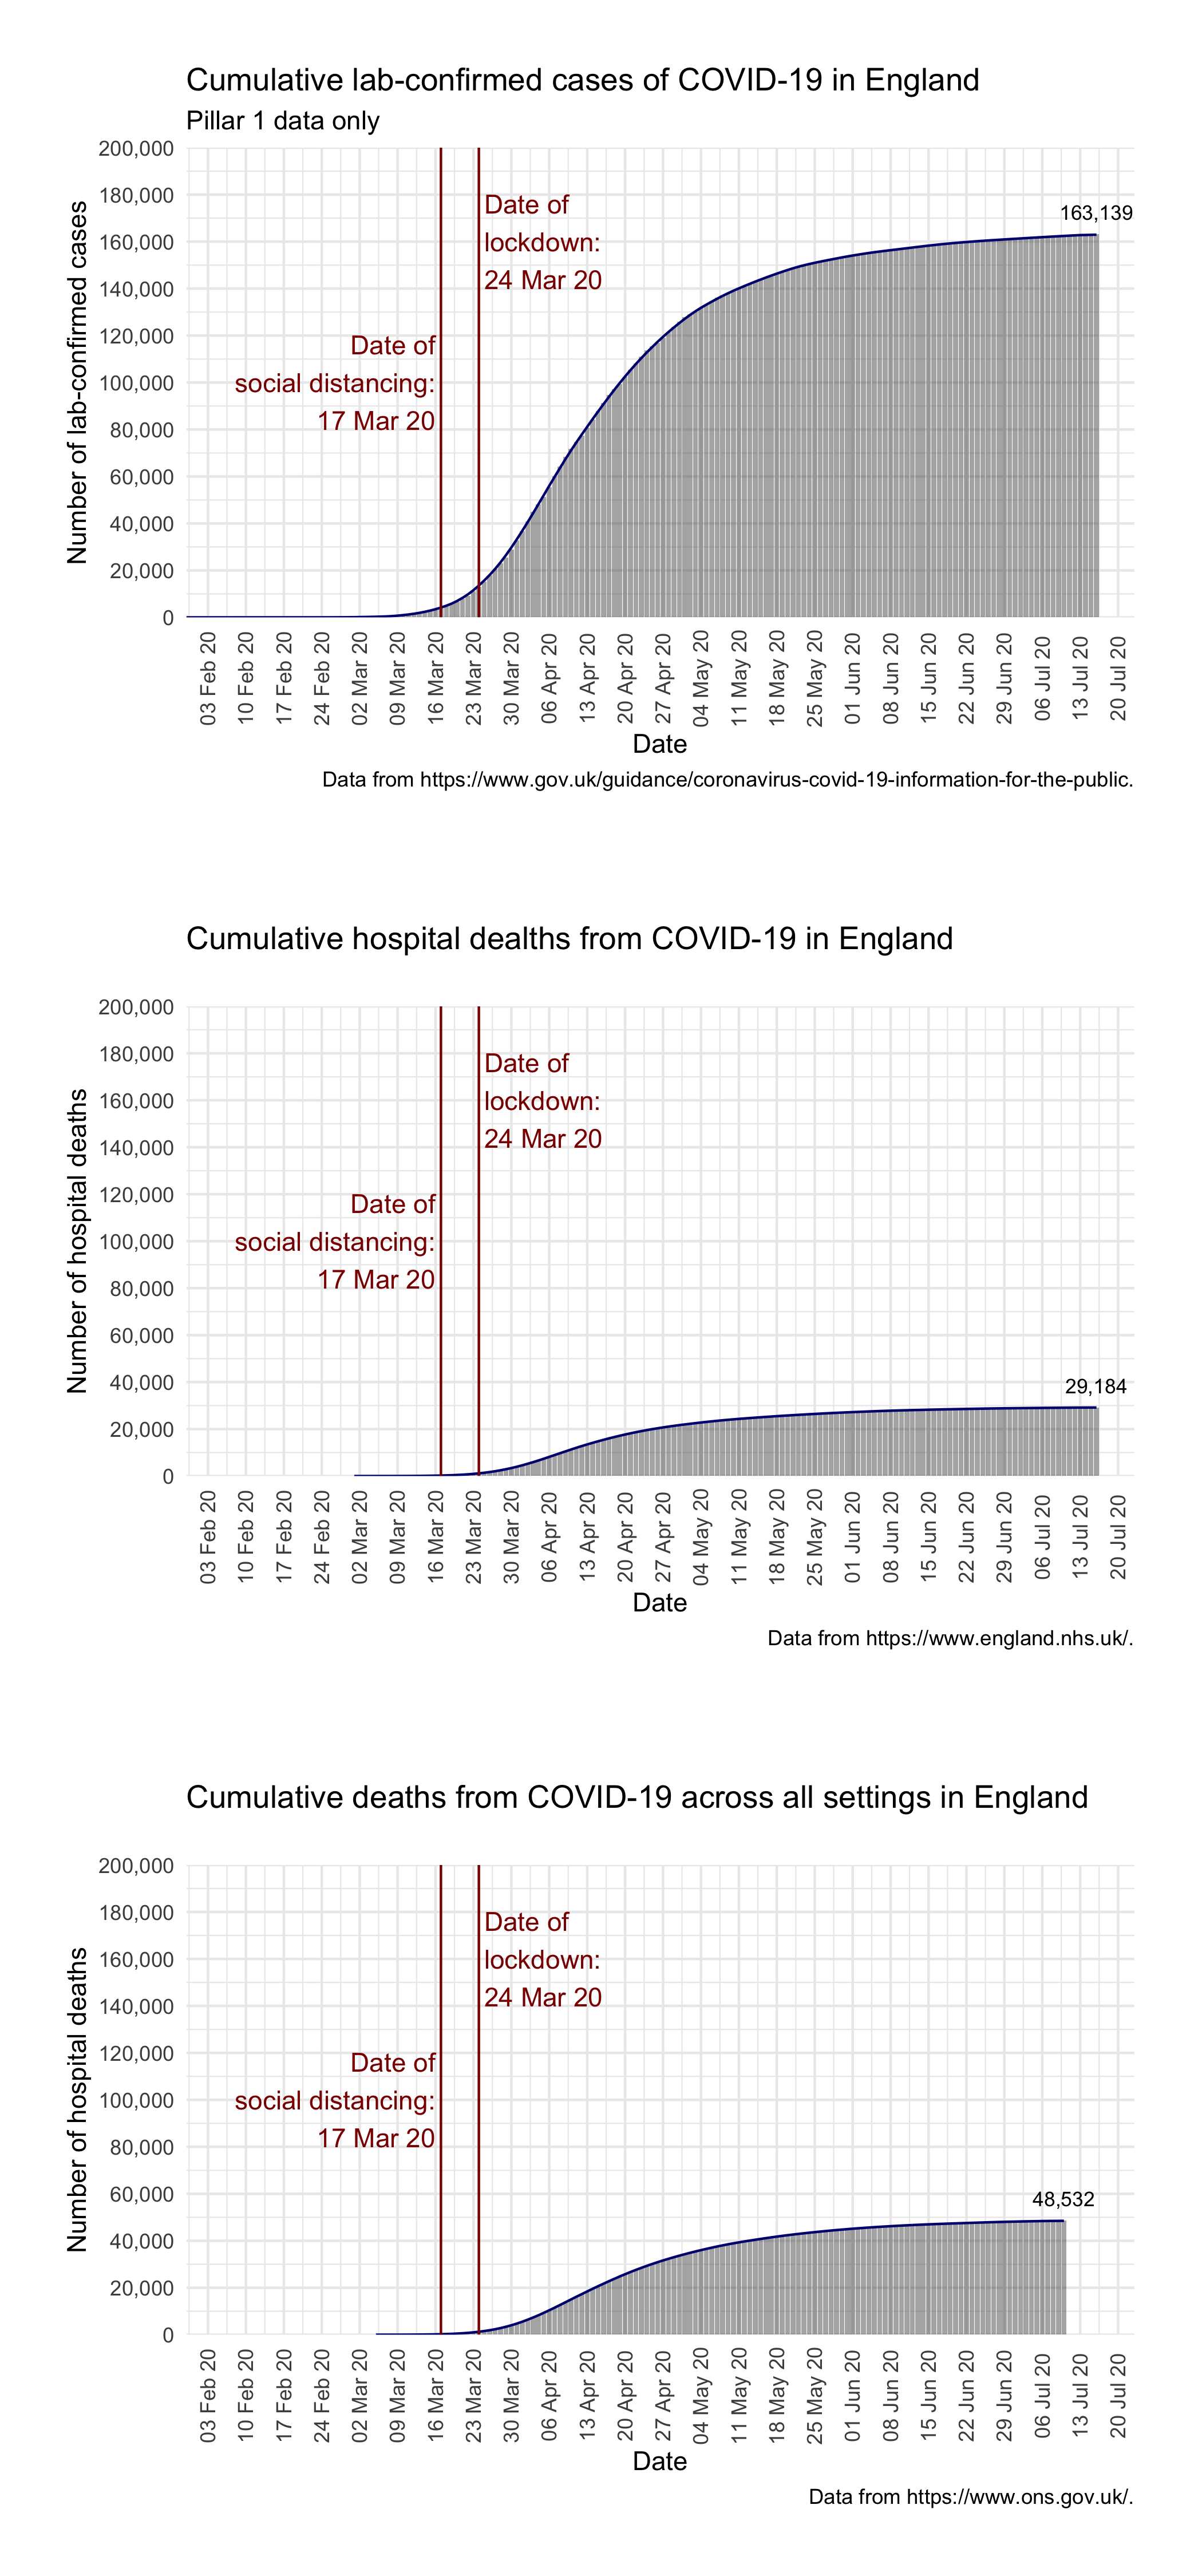 Cumulative lab-confirmed cases of COVID-19 in England
Pillar 1 data only
Number of lab-confirmed cases
200,000
180,000
160,000
140,000
120,000
100,000
80,000
60,000
40,000
20,000
0
Date of
lockdown:
24 Mar 20
Date of
social distancing:
17 Mar 20
163,139
03 Feb 20
10 Feb 20
17 Feb 20
24 Feb 20
02 Mar 20
09 Mar 20
16 Mar 20
23 Mar 20
30 Mar 20
06 Apr 20
13 Apr 20
20 Apr 20
27 Apr 20
04 May 20
11 May 20
18 May 20
25 May 20
01 Jun 20
08 Jun 20
15 Jun 20
22 Jun 20
29 Jun 20
06 Jul 20
13 Jul 20
20 Jul 20
Date
Data from https://www.gov.uk/guidance/coronavirus-covid-19-information-for-the-public.
Cumulative hospital dealths from COVID-19 in England
Number of hospital deaths
200,000
180,000
160,000
140,000
120,000
100,000
80,000
60,000
40,000
20,000
0
Date of
lockdown:
24 Mar 20
Date of
social distancing:
17 Mar 20
29,184
03 Feb 20
10 Feb 20
17 Feb 20
24 Feb 20
02 Mar 20
09 Mar 20
16 Mar 20
23 Mar 20
30 Mar 20
06 Apr 20
13 Apr 20
20 Apr 20
27 Apr 20
04 May 20
11 May 20
18 May 20
25 May 20
01 Jun 20
08 Jun 20
15 Jun 20
22 Jun 20
29 Jun 20
06 Jul 20
13 Jul 20
20 Jul 20
Date
Data from https://www.england.nhs.uk/.
Cumulative deaths from COVID-19 across all settings in England
Number of hospital deaths
200,000
180,000
160,000
140,000
120,000
100,000
80,000
60,000
40,000
20,000
0
Date of
lockdown:
24 Mar 20
Date of
social distancing:
17 Mar 20
48,532
03 Feb 20
10 Feb 20
17 Feb 20
24 Feb 20
02 Mar 20
09 Mar 20
16 Mar 20
23 Mar 20
30 Mar 20
06 Apr 20
13 Apr 20
20 Apr 20
27 Apr 20
04 May 20
11 May 20
18 May 20
25 May 20
01 Jun 20
08 Jun 20
15 Jun 20
22 Jun 20
29 Jun 20
06 Jul 20
13 Jul 20
20 Jul 20
Date
Data from https://www.ons.gov.uk/.